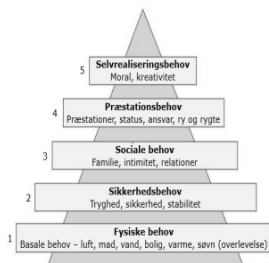 5
Selvrealiseringsbehov
Moral, kreativitet
4
Præstationsbehov
Præstationer, status, ansvar, ry og rygte
3
Sociale behov
Familie, intimitet, relationer
2
Sikkerhedsbehov
Tryghed, sikkerhed, stabilitet
1
Fysiske behov
Basale behov – luft, mad, vand, bolig, varme, søvn (overlevelse)